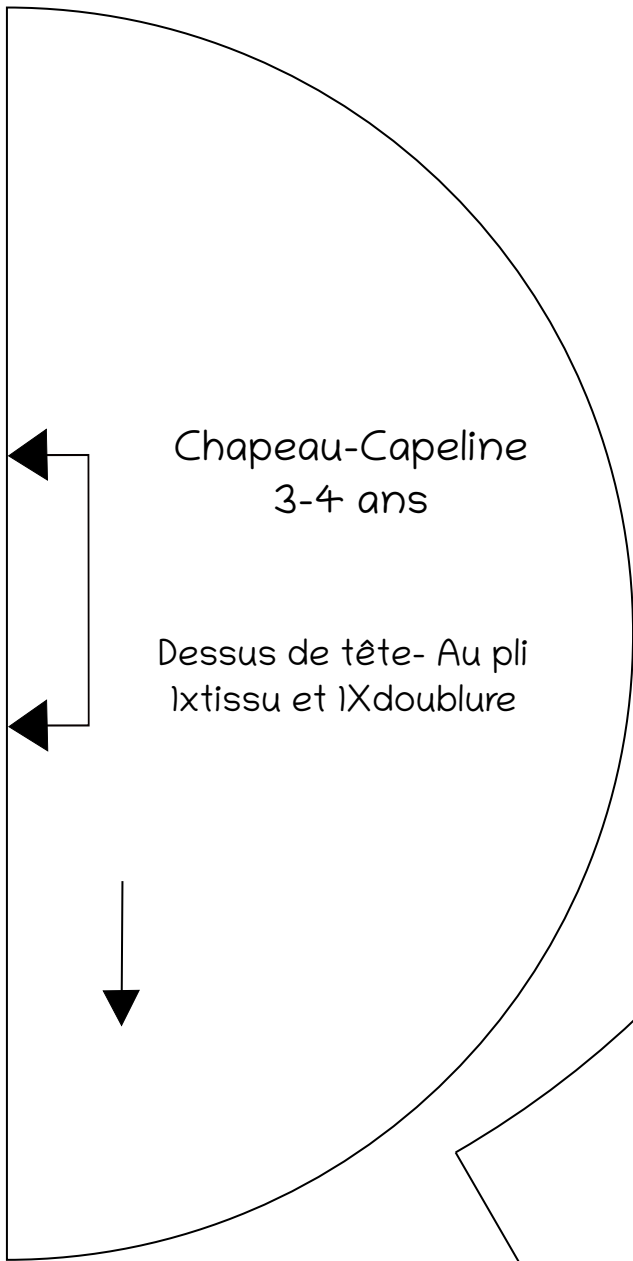 Chapeau-Capeline
3-4 ans
Dessus de tête- Au pli
1xtissu et 1Xdoublure